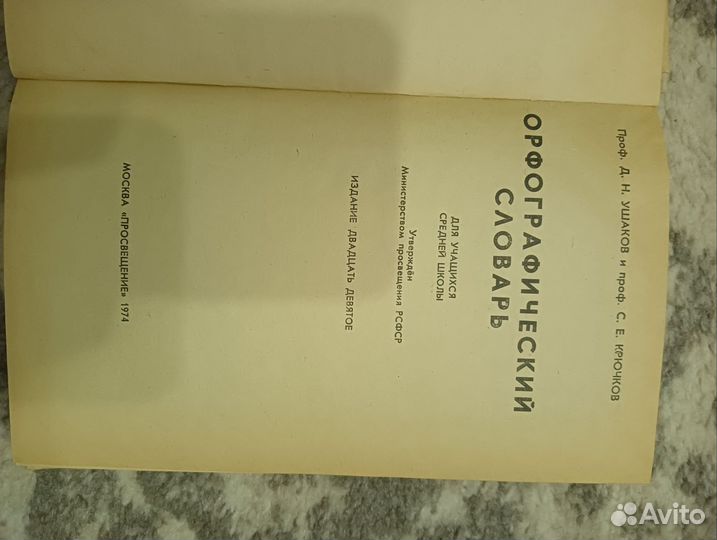 Проф. Д. Н. УШАКОВ и проф. С. Е. КРЮЧКОВ
ОРФОГРАФИЧЕСКИЙ
СЛОВАРЬ
ДЛЯ УЧАЩИХСЯ
СРЕДНЕЙ ШКОЛЫ
Утверждён
Министерством просвещения РСФСР
ИЗДАНИЕ ДВАДЦАТЬ ДЕВЯТОЕ
МОСКВА «ПРОСВЕЩЕНИЕ» 1974
Avito